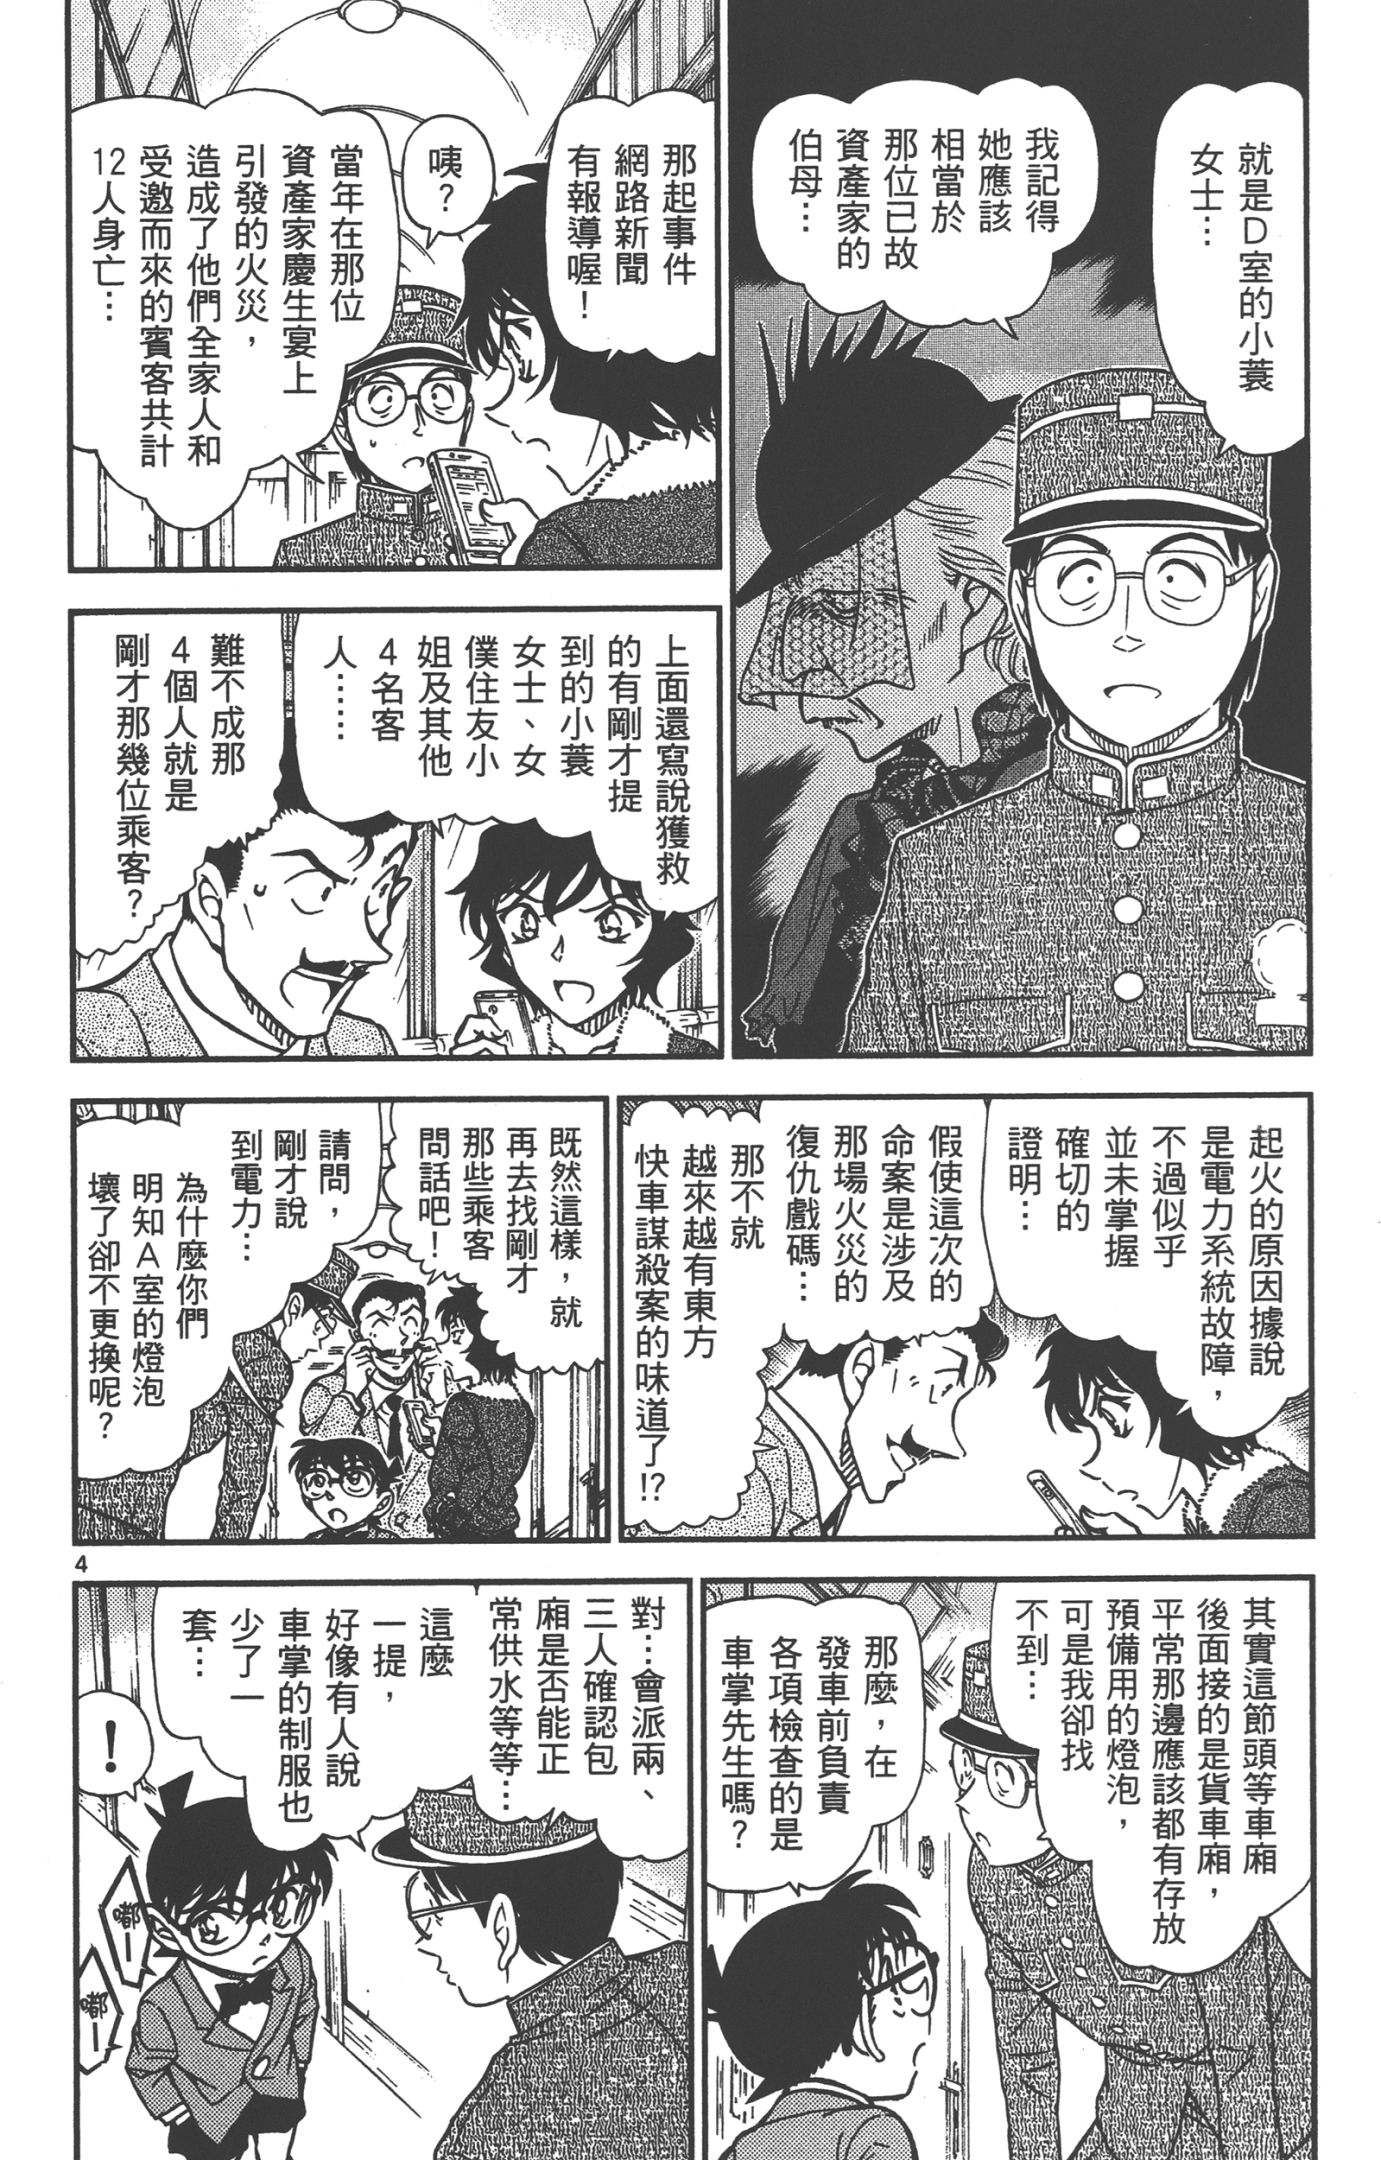 就是D室的小蓑
女士…
我記得
她應該
相當於
那位已故
資產家的
伯母…
那起事件
網路新聞
有報導喔！
咦？
當年在那位
資產家慶生宴上
引發的火災，
造成了他們全家人和
受邀而來的賓客共計
12人身亡…
上面還寫說獲救
的有剛才提
到的小蓑
女士、女
僕住友小
姐及其他
4名客
人……
難不成那
4個人就是
剛才那幾位乘客？
起火的原因據說
是電力系統故障，
不過似乎
並未掌握
確切的
證明…
假使這次的
命案是涉及
那場火災的
復仇戲碼…
那不就
越來越有東方
快車謀殺案的味道了!?
既然這樣，就
再去找剛才
那些乘客
問話吧！
請問，
剛才說
到電力…
為什麼你們
明知A室的燈泡
壞了卻不更換呢？
4
其實這節頭等車廂
後面接的是貨車廂，
平常那邊應該都有存放
預備用的燈泡，
可是我卻找
不到…
那麼，在
發車前負責
各項檢查的是
車掌先生嗎？
對…會派兩、
三人確認包
廂是否能正
常供水等等…
這麼
一提，
好像有人說
車掌的制服也
少了一
套…
！
嘟—
嘟—